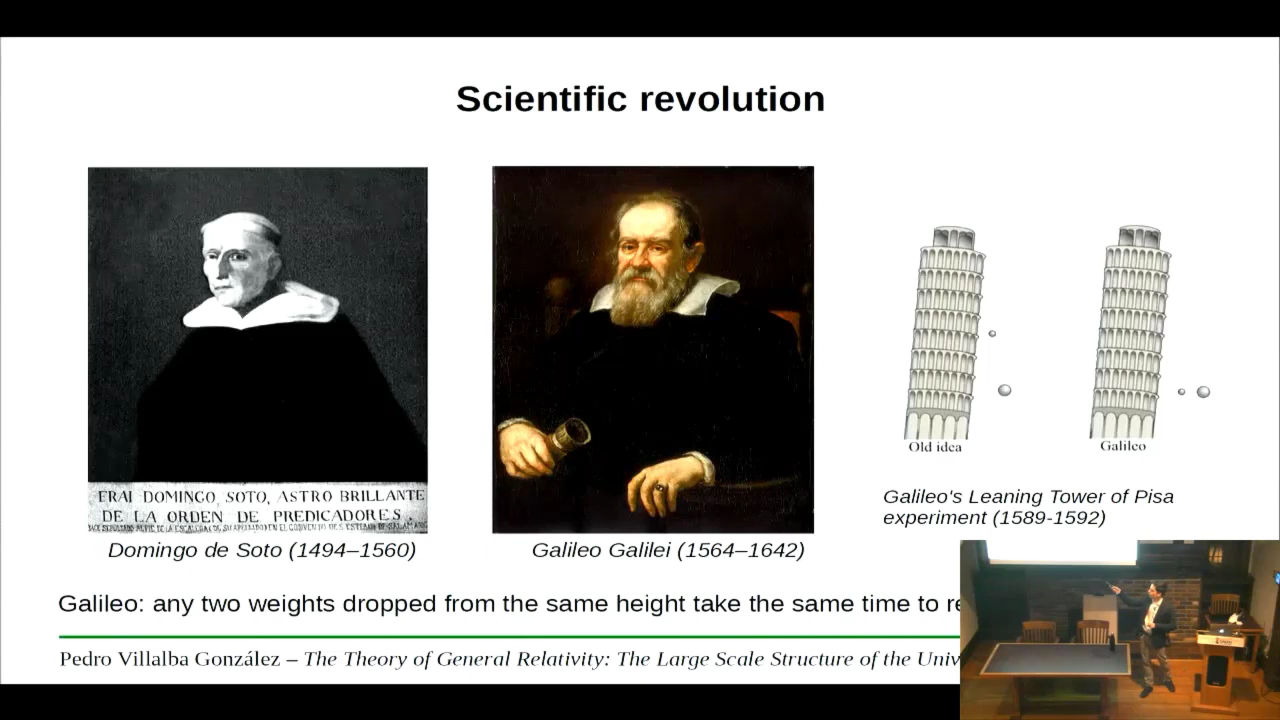 Scientific revolution
FRAI DOMINGO, SOTO, ASTRO BRILLANTE
DE LA ORDEN DE PREDICADORES.
Domingo de Soto (1494–1560)
Galileo Galilei (1564–1642)
Old idea
Galileo
Galileo's Leaning Tower of Pisa
experiment (1589-1592)
Galileo: any two weights dropped from the same height take the same time to re
Pedro Villalba González – The Theory of General Relativity: The Large Scale Structure of the Univ